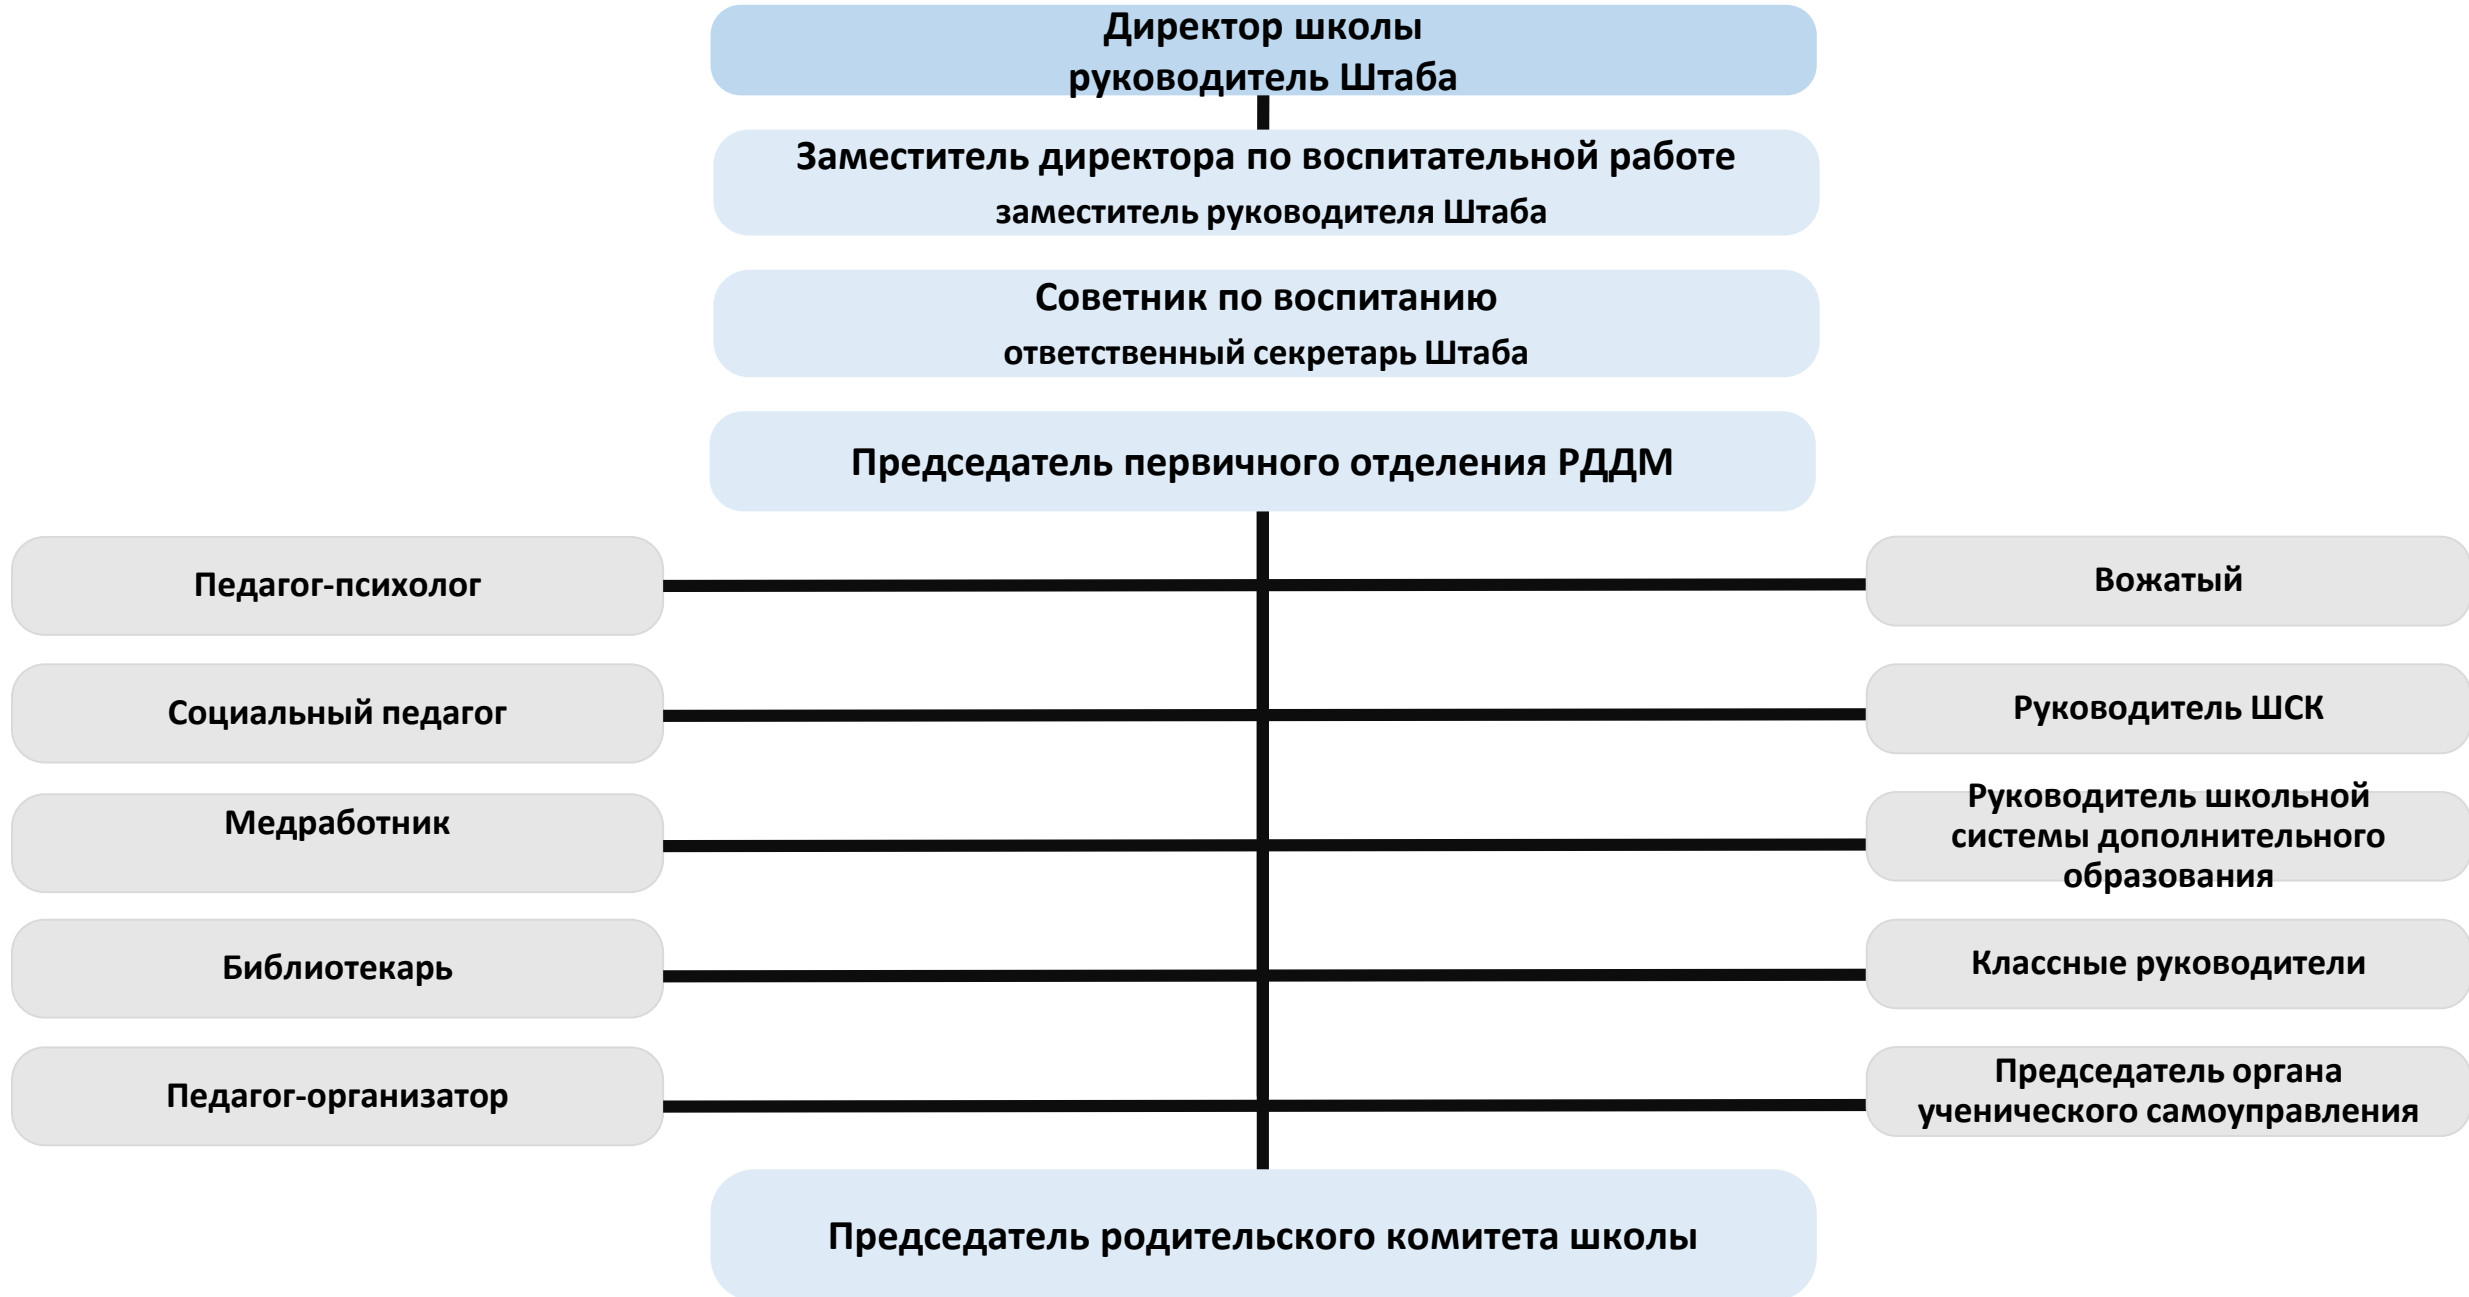 Директор школы
руководитель Штаба
Заместитель директора по воспитательной работе
заместитель руководителя Штаба
Советник по воспитанию
ответственный секретарь Штаба
Председатель первичного отделения РДДМ
Педагог-психолог
Вожатый
Социальный педагог
Руководитель ШСК
Медработник
Руководитель школьной
системы дополнительного
образования
Библиотекарь
Классные руководители
Педагог-организатор
Председатель органа
ученического самоуправления
Председатель родительского комитета школы